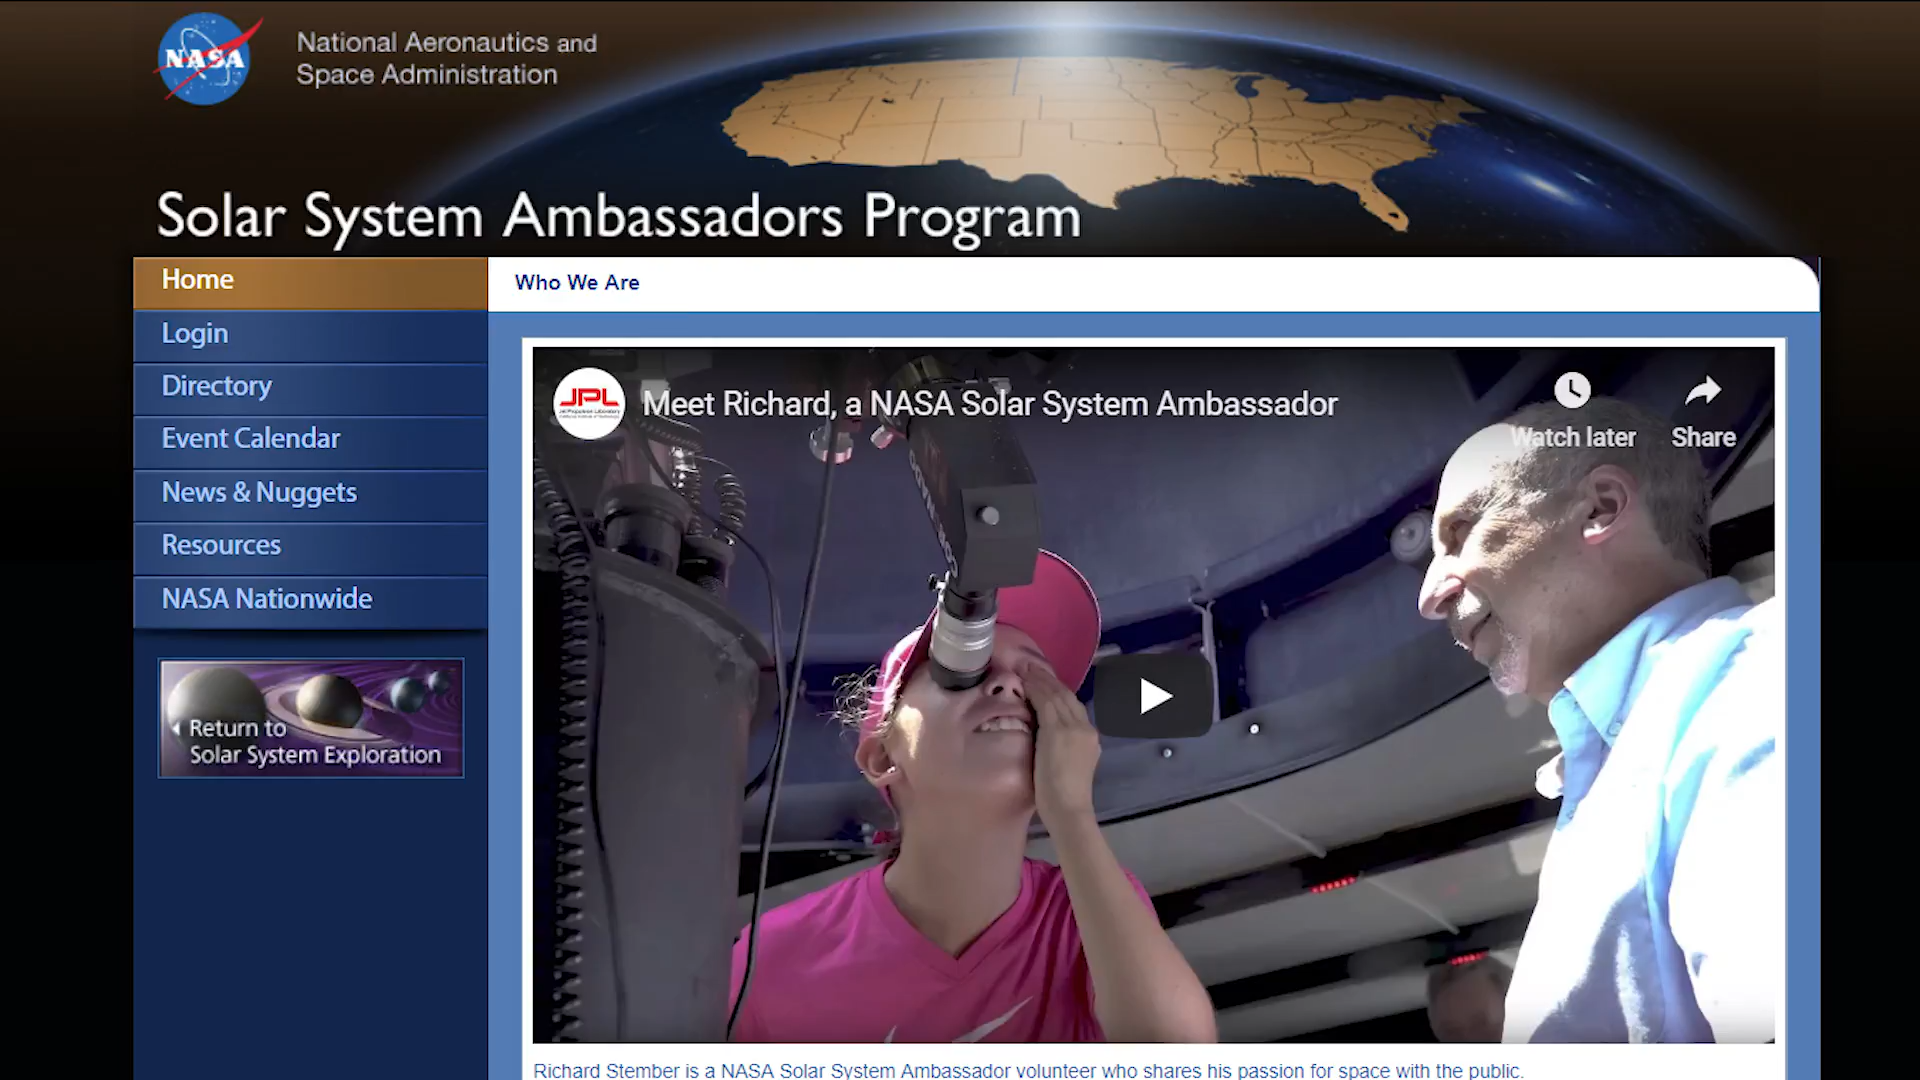 NASA
National Aeronautics and
Space Administration
Solar System Ambassadors Program
Home
Login
Directory
Event Calendar
News & Nuggets
Resources
NASA Nationwide
Return to
Solar System Exploration
Who We Are
JPL
Meet Richard, a NASA Solar System Ambassador
Watch later
Share
Richard Stember is a NASA Solar System Ambassador volunteer who shares his passion for space with the public.